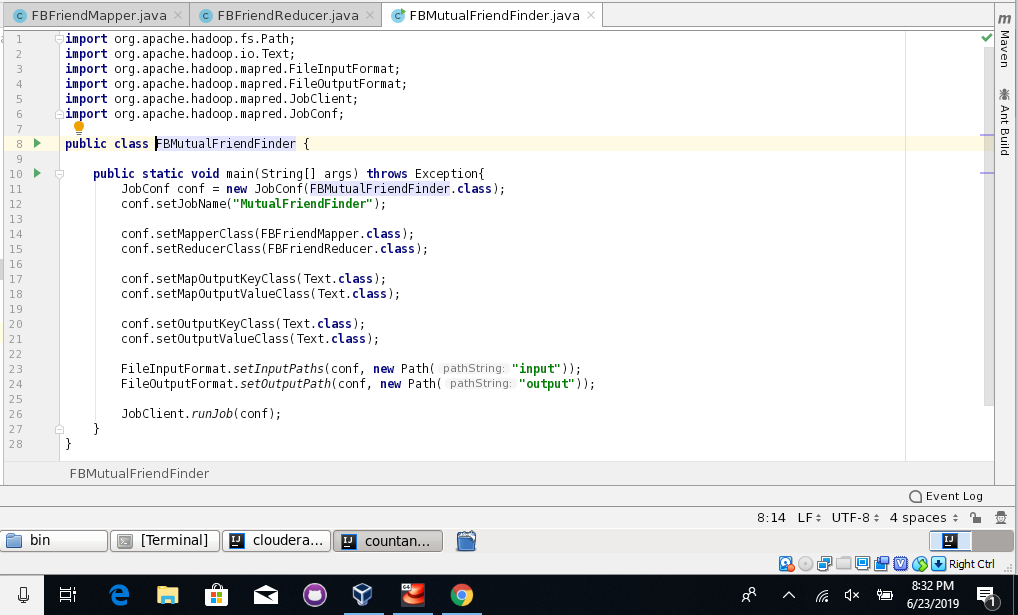 FBFriendMapper.java FBFriendReducer.java FBMutualFriendFinder.java
1 import org.apache.hadoop.fs.Path;
2 import org.apache.hadoop.io.Text;
3 import org.apache.hadoop.mapred.FileInputFormat;
4 import org.apache.hadoop.mapred.FileOutputFormat;
5 import org.apache.hadoop.mapred.JobClient;
6 import org.apache.hadoop.mapred.JobConf;
7
8 public class FBMutualFriendFinder {
9
10 public static void main(String[] args) throws Exception{
11 JobConf conf = new JobConf(FBMutualFriendFinder.class);
12 conf.setJobName("MutualFriendFinder");
13
14 conf.setMapperClass(FBFriendMapper.class);
15 conf.setReducerClass(FBFriendReducer.class);
16
17 conf.setMapOutputKeyClass(Text.class);
18 conf.setMapOutputValueClass(Text.class);
19
20 conf.setOutputKeyClass(Text.class);
21 conf.setOutputValueClass(Text.class);
22
23 FileInputFormat.setInputPaths(conf, new Path( pathString: "input"));
24 FileOutputFormat.setOutputPath(conf, new Path( pathString: "output"));
25
26 JobClient.runJob(conf);
27 }
28 }
m Maven
Ant Build
FBMutualFriendFinder
Event Log
8:14 LF UTF-8 4 spaces
bin [Terminal] cloudera... countan...
Right Ctrl
8:32 PM
6/23/2019
1